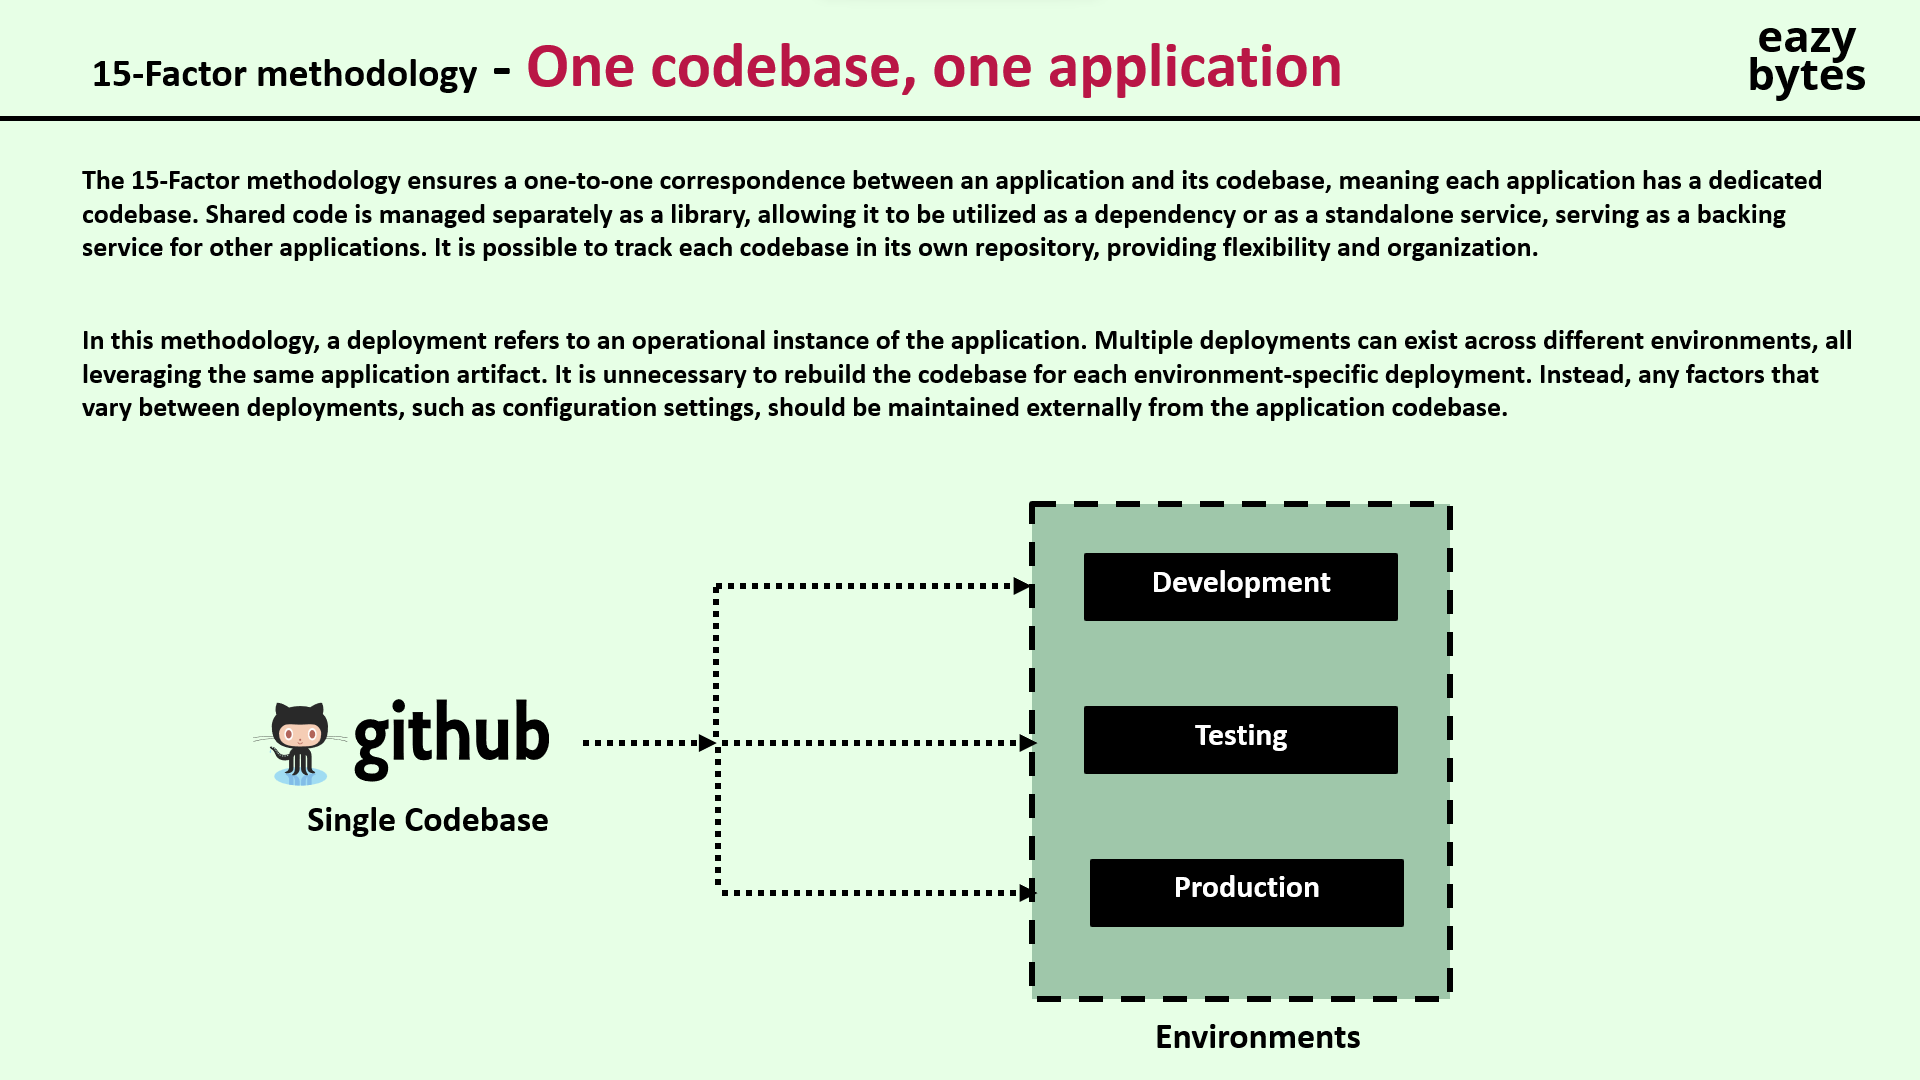 15-Factor methodology - One codebase, one application
eazy
bytes
The 15-Factor methodology ensures a one-to-one correspondence between an application and its codebase, meaning each application has a dedicated
codebase. Shared code is managed separately as a library, allowing it to be utilized as a dependency or as a standalone service, serving as a backing
service for other applications. It is possible to track each codebase in its own repository, providing flexibility and organization.
In this methodology, a deployment refers to an operational instance of the application. Multiple deployments can exist across different environments, all
leveraging the same application artifact. It is unnecessary to rebuild the codebase for each environment-specific deployment. Instead, any factors that
vary between deployments, such as configuration settings, should be maintained externally from the application codebase.
github
Single Codebase
Development
Testing
Production
Environments